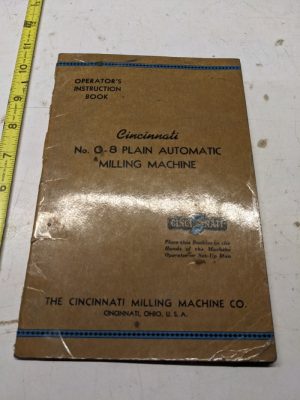 OPERATOR'S
INSTRUCTION
BOOK
Cincinnati
No. 0-8 PLAIN AUTOMATIC
MILLING MACHINE
CINCINNATI
Place this Booklet in the
Hands of the Machine
Operator or Set-Up Man
THE CINCINNATI MILLING MACHINE CO.
CINCINNATI, OHIO, U. S. A.